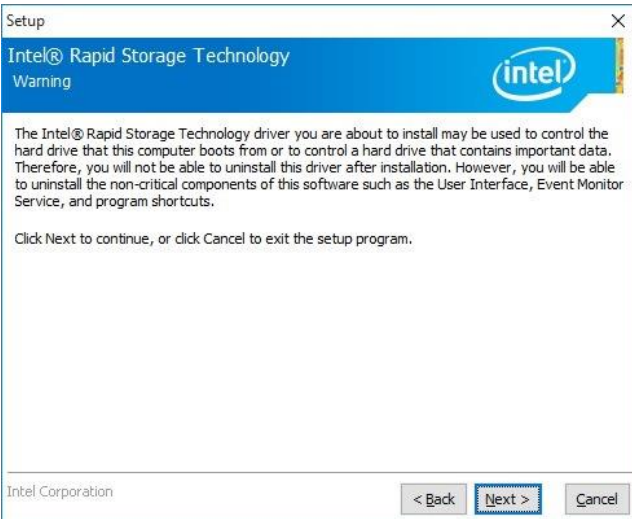 Setup
Intel® Rapid Storage Technology
Warning
intel
The Intel® Rapid Storage Technology driver you are about to install may be used to control the
hard drive that this computer boots from or to control a hard drive that contains important data.
Therefore, you will not be able to uninstall this driver after installation. However, you will be able
to uninstall the non-critical components of this software such as the User Interface, Event Monitor
Service, and program shortcuts.
Click Next to continue, or click Cancel to exit the setup program.
Intel Corporation
< Back Next > Cancel